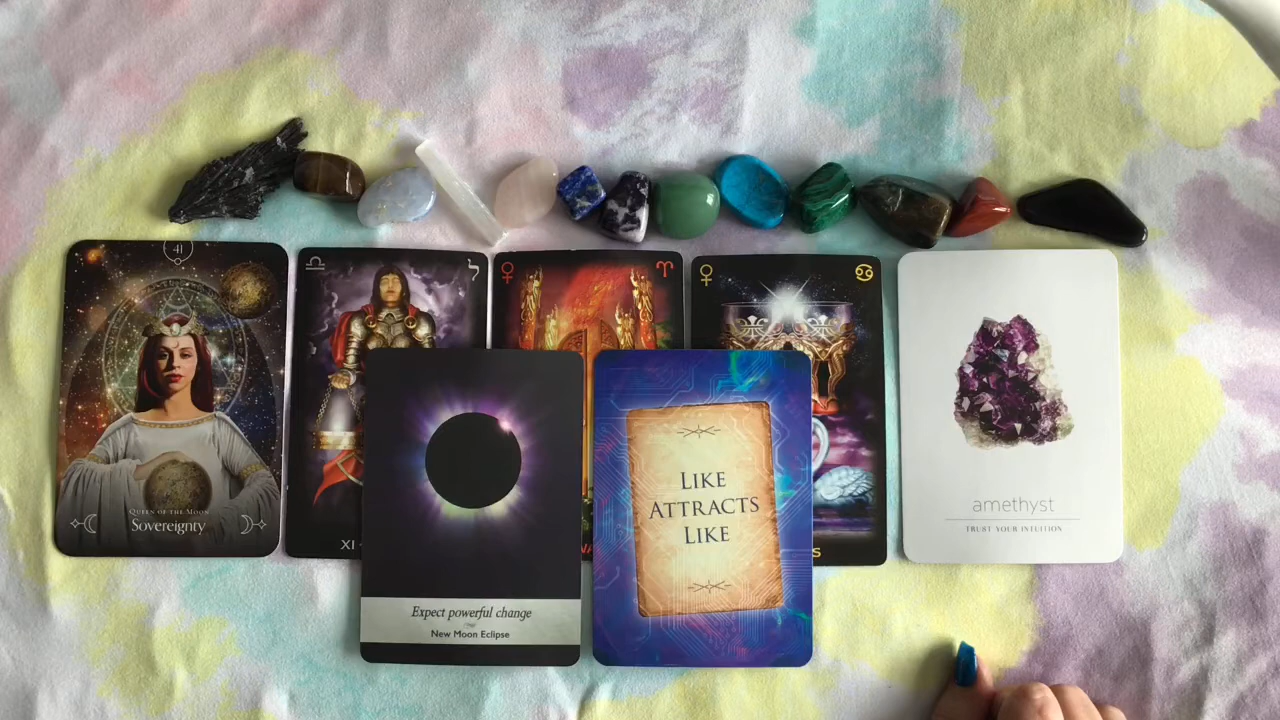 41
QUEEN OF THE MOON
Sovereignty
XI
Expect powerful change
New Moon Eclipse
LIKE
ATTRACTS
LIKE
S
amethyst
TRUST YOUR INTUITION